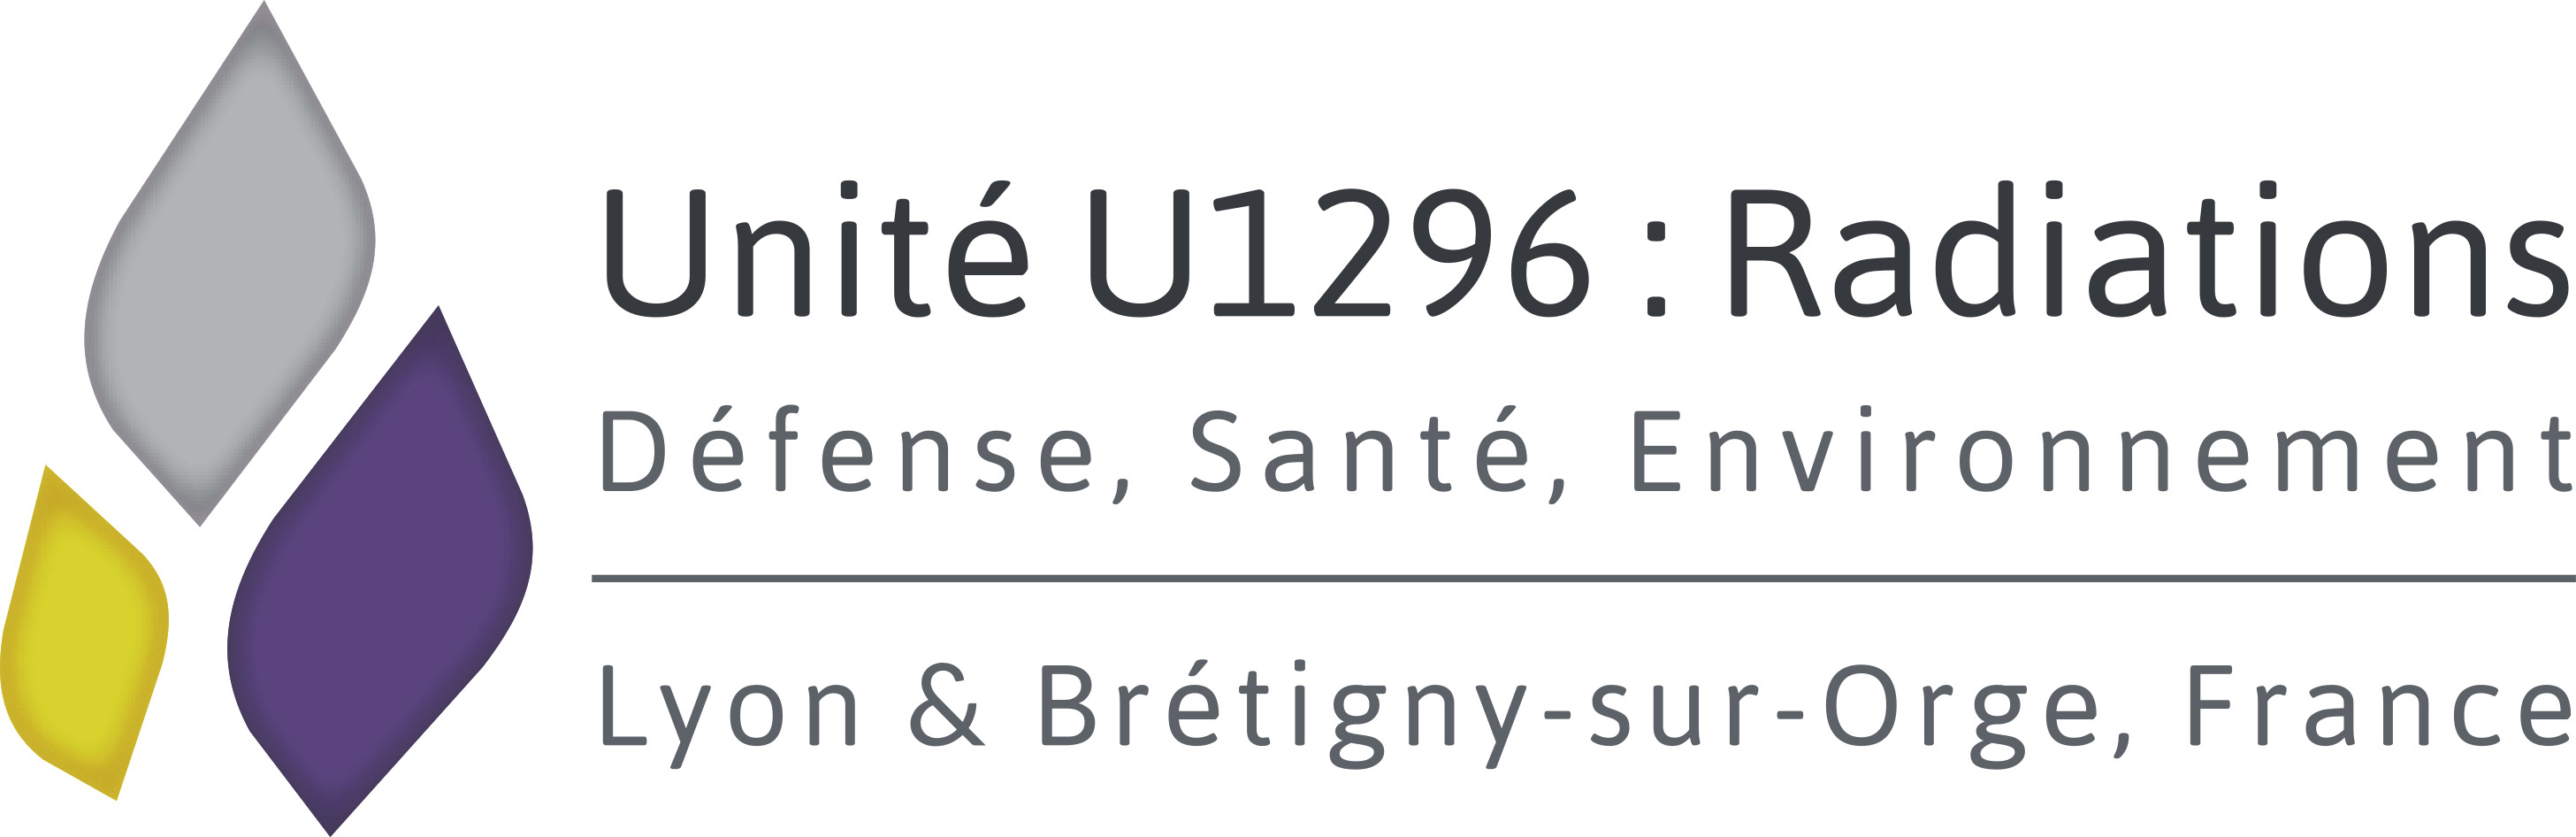 Unité U1296 : Radiations
Défense, Santé, Environnement
Lyon & Brétigny-sur-Orge, France